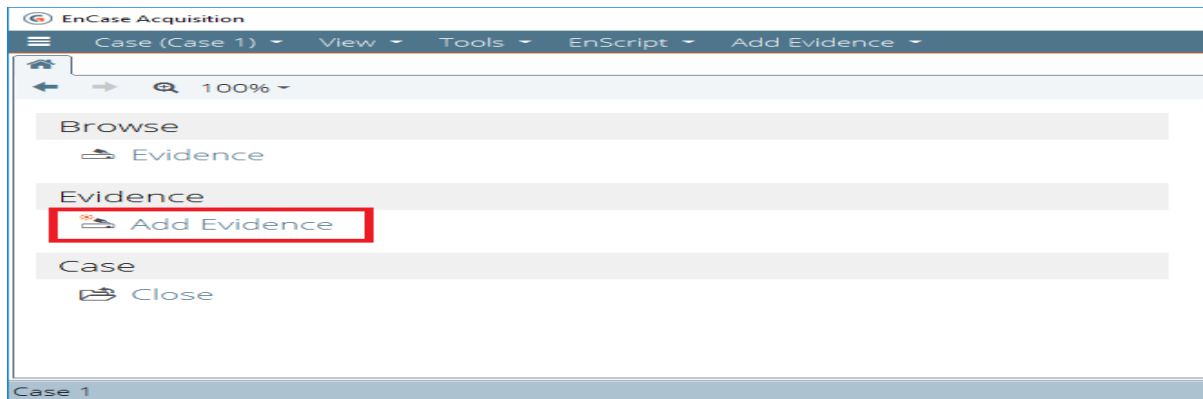 EnCase Acquisition
Case (Case 1) View Tools EnScript Add Evidence
100%
Browse
Evidence
Evidence
Add Evidence
Case
Close
Case 1